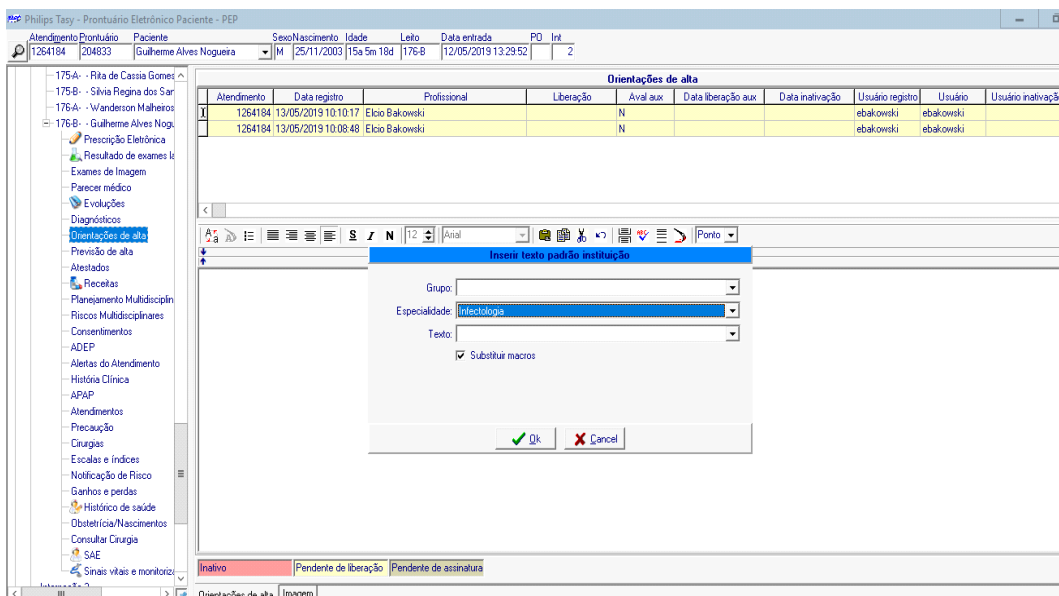 Philips Tasy - Prontuário Eletrônico Paciente - PEP
Atendimento Prontuário Paciente Sexo Nascimento Idade Leito Data entrada PO Int
1264184 204833 Guilherme Alves Nogueira M 25/11/2003 15a 5m 18d 176-B 12/05/2019 13:29:52 2
175-A- - Rita de Cassia Gomes
175-B- - Silvia Regina dos Sar
176-A- - Wanderson Malheiros
176-B- - Guilherme Alves Nogu
Prescrição Eletrônica
Resultado de exames la
Exames de Imagem
Parecer médico
Evoluções
Diagnósticos
Orientações de alta
Previsão de alta
Atestados
Receitas
Planejamento Multidisciplin
Riscos Multidisciplinares
Consentimentos
ADEP
Alertas do Atendimento
História Clínica
APAP
Atendimentos
Precaução
Cirurgias
Escalas e índices
Notificação de Risco
Ganhos e perdas
Histórico de saúde
Obstetrícia/Nascimentos
Consultar Cirurgia
SAE
Sinais vitais e monitoriza
Orientações de alta
Atendimento Data registro Profissional Liberação Aval aux Data liberação aux Data inativação Usuário registro Usuário Usuário inativaçã
1264184 13/05/2019 10:10:17 Elcio Bakowski N ebakowski ebakowski
1264184 13/05/2019 10:08:48 Elcio Bakowski N ebakowski ebakowski
S I N 12 Arial Ponto
Inserir texto padrão instituição
Grupo:
Especialidade: Infectologia
Texto:
Substituir macros
Ok Cancel
Inativo Pendente de liberação Pendente de assinatura
Orientações de alta Imagem